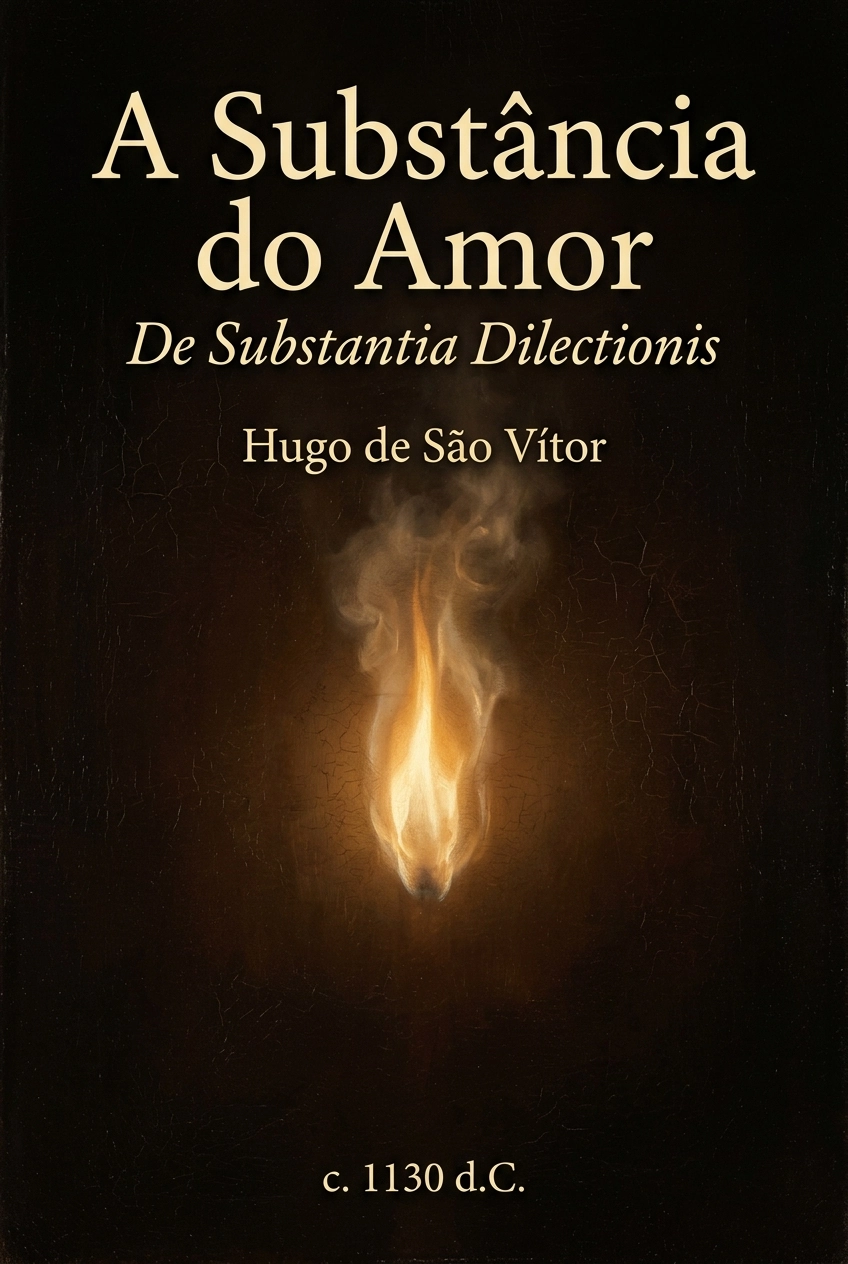 A Substância
do Amor
De Substantia Dilectionis
Hugo de São Vítor
c. 1130 d.C.